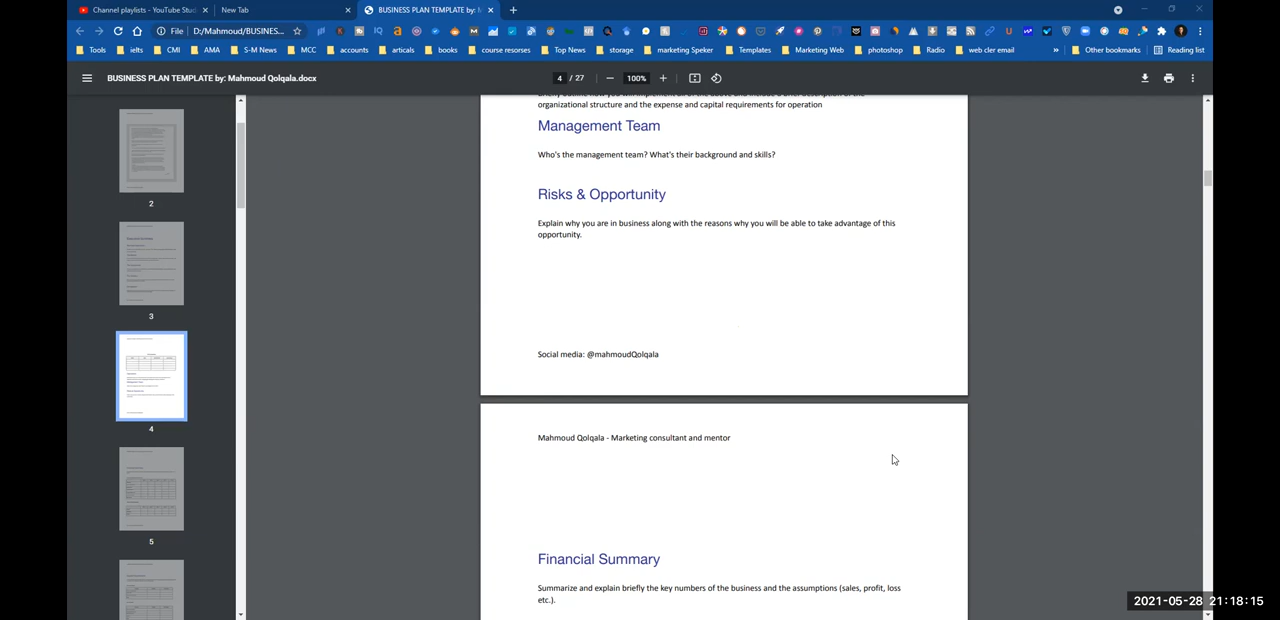 Channel playlists - YouTube Stud
New Tab
BUSINESS PLAN TEMPLATE by: M
File
D:/Mahmoud/BUSINES...
Tools
ielts
CMI
AMA
S-M News
MCC
accounts
articals
books
course resorses
Top News
storage
marketing Speker
Templates
Marketing Web
photoshop
Radio
web cler email
»
Other bookmarks
Reading list
BUSINESS PLAN TEMPLATE by: Mahmoud Qolqala.docx
4 / 27
100%
organizational structure and the expense and capital requirements for operation
Management Team
Who's the management team? What's their background and skills?
Risks & Opportunity
Explain why you are in business along with the reasons why you will be able to take advantage of this
opportunity.
Social media: @mahmoudQolqala
Mahmoud Qolqala - Marketing consultant and mentor
Financial Summary
Summarize and explain briefly the key numbers of the business and the assumptions (sales, profit, loss
etc.).
2
3
4
5
2021-05-28 21:18:15